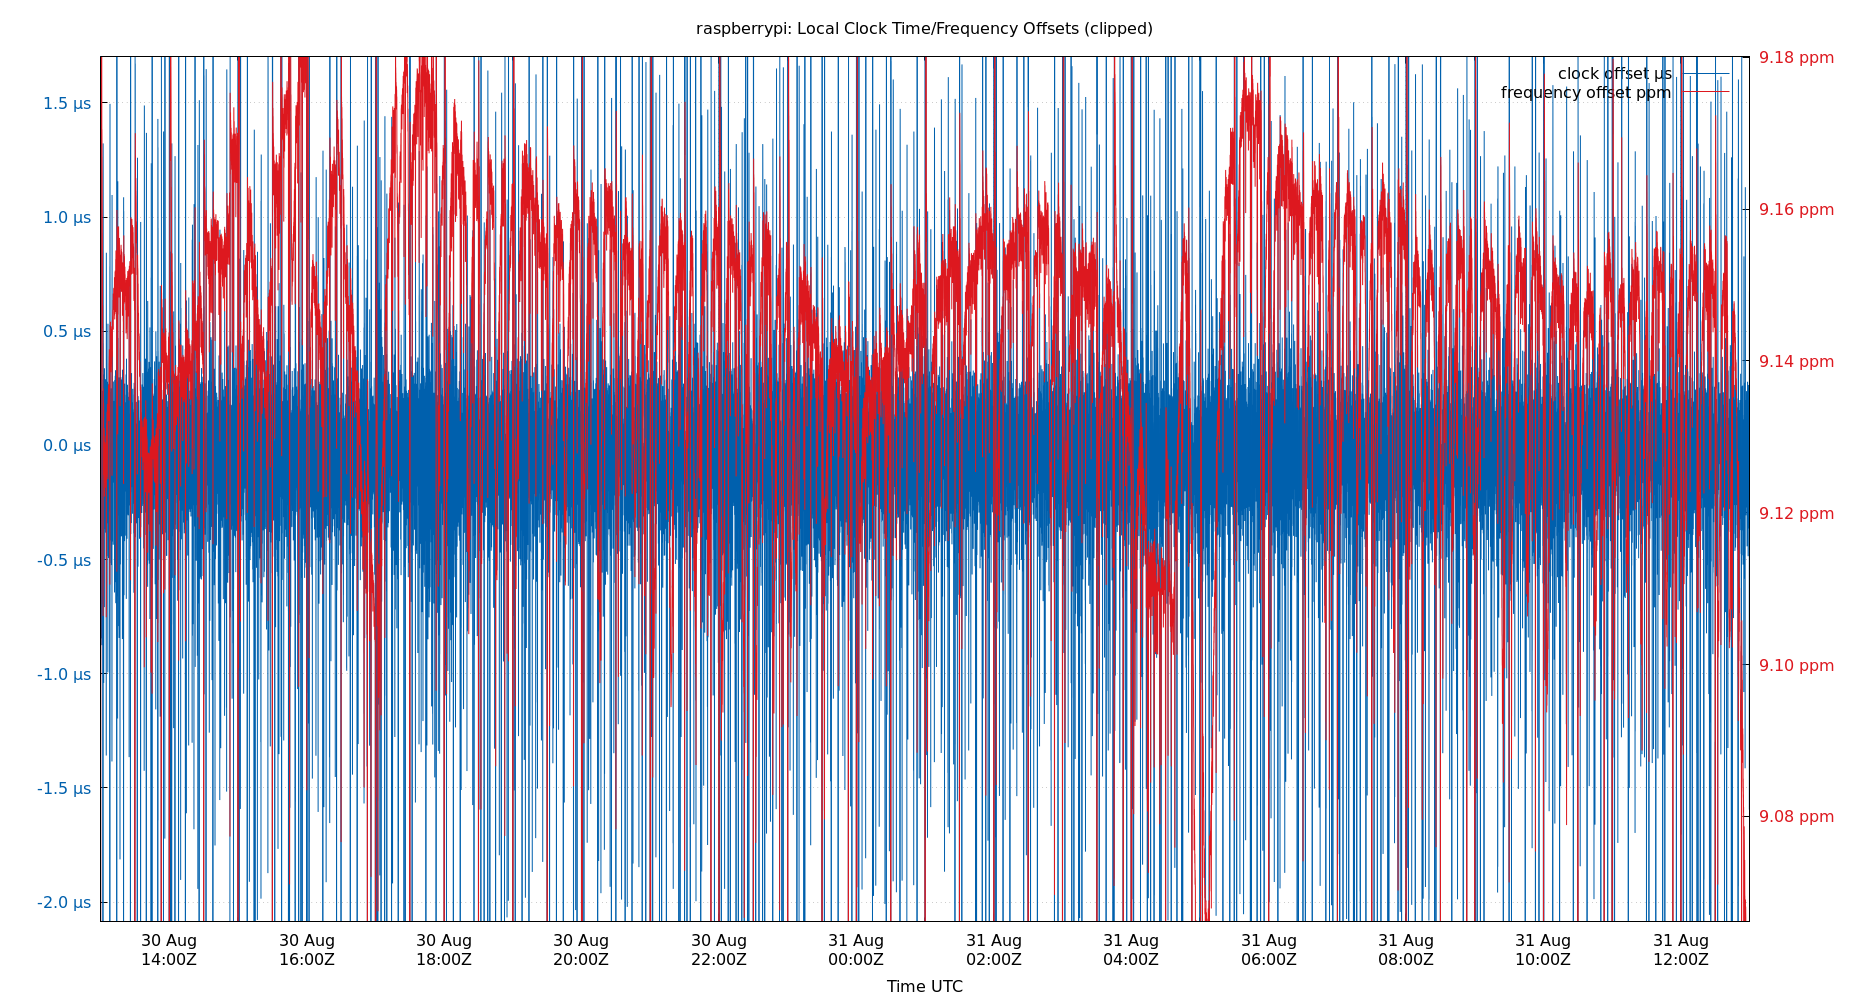 raspberrypi: Local Clock Time/Frequency Offsets (clipped)
clock offset µs
frequency offset ppm
1.5 µs
1.0 µs
0.5 µs
0.0 µs
-0.5 µs
-1.0 µs
-1.5 µs
-2.0 µs
9.18 ppm
9.16 ppm
9.14 ppm
9.12 ppm
9.10 ppm
9.08 ppm
30 Aug 30 Aug 30 Aug 30 Aug 30 Aug 31 Aug 31 Aug 31 Aug 31 Aug 31 Aug 31 Aug 31 Aug
14:00Z 16:00Z 18:00Z 20:00Z 22:00Z 00:00Z 02:00Z 04:00Z 06:00Z 08:00Z 10:00Z 12:00Z
Time UTC